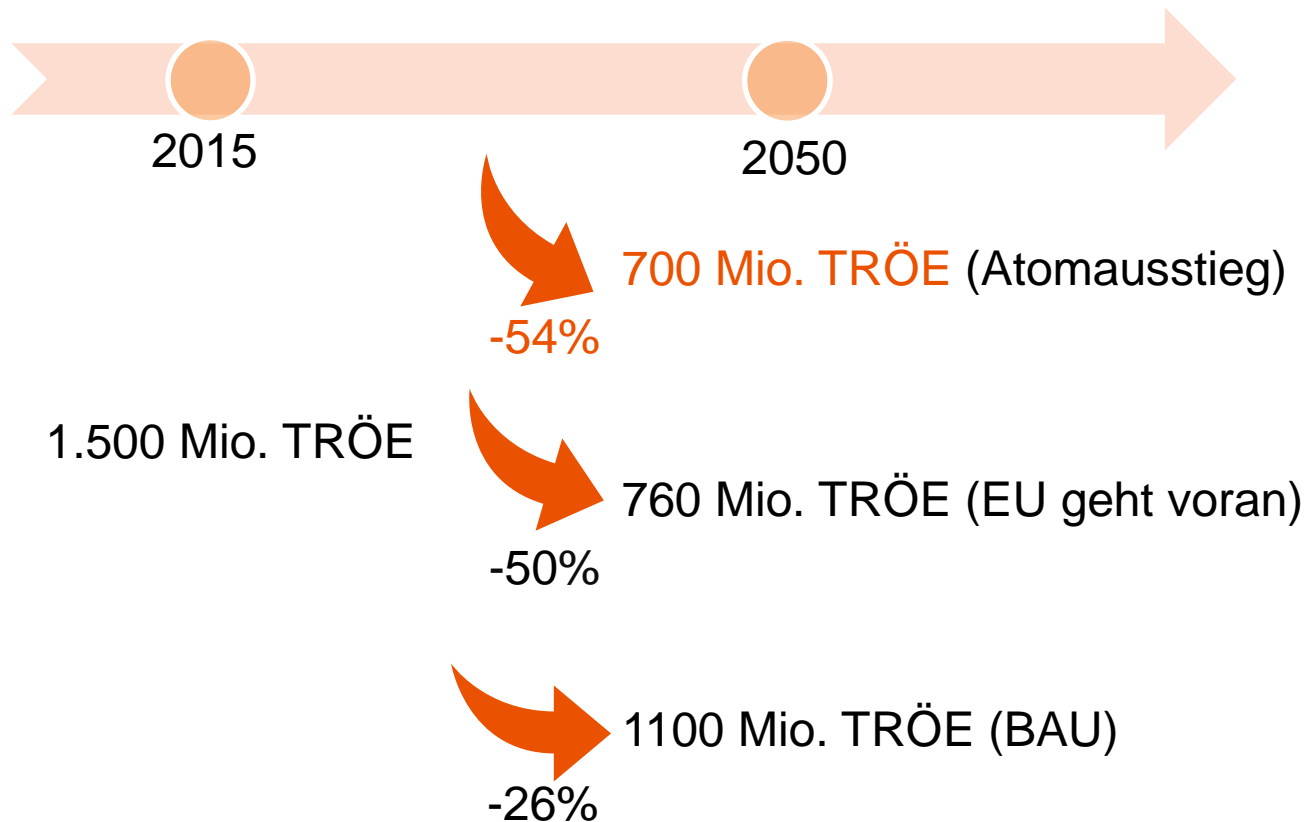 2015
2050
700 Mio. TRÖE (Atomausstieg)
-54%
1.500 Mio. TRÖE
760 Mio. TRÖE (EU geht voran)
-50%
1100 Mio. TRÖE (BAU)
-26%